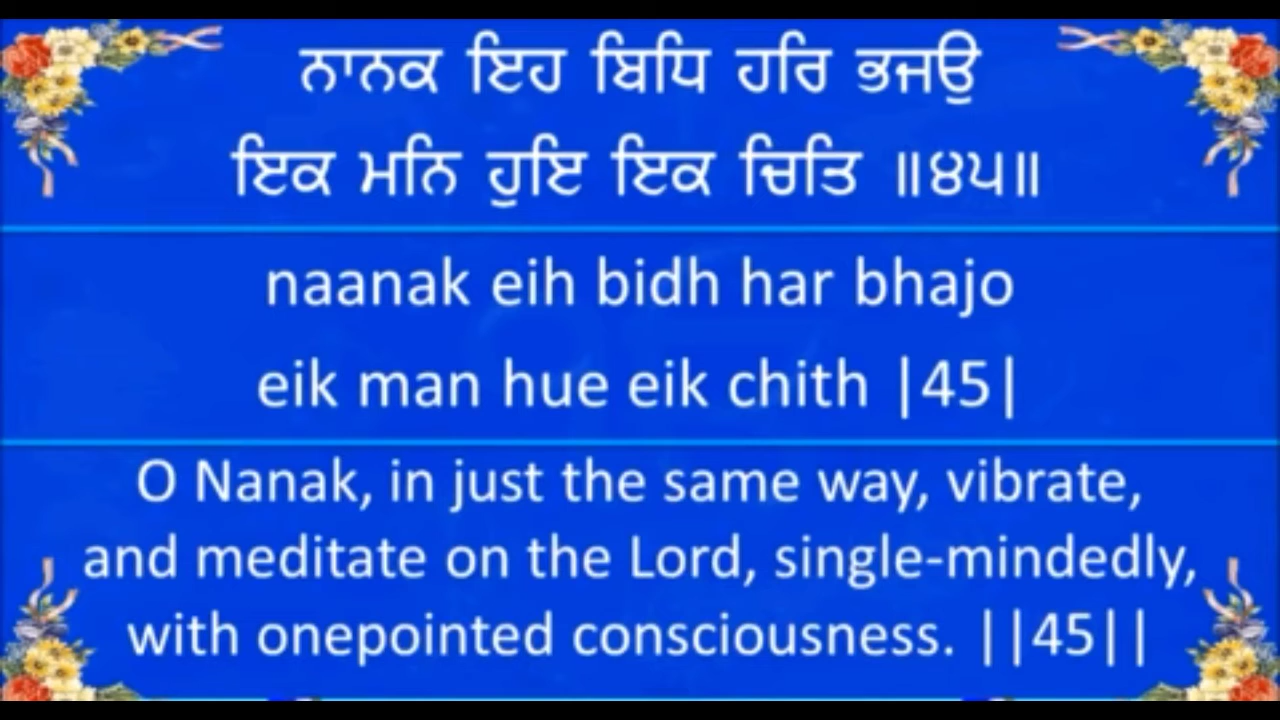 ਨਾਨਕ ਇਹ ਬਿਧਿ ਹਰਿ ਭਜਉ
ਇਕ ਮਨਿ ਹੁਇ ਇਕ ਚਿਤਿ ॥੪੫॥
naanak eih bidh har bhajo
eik man hue eik chith |45|
O Nanak, in just the same way, vibrate,
and meditate on the Lord, single-mindedly,
with onepointed consciousness. ||45||